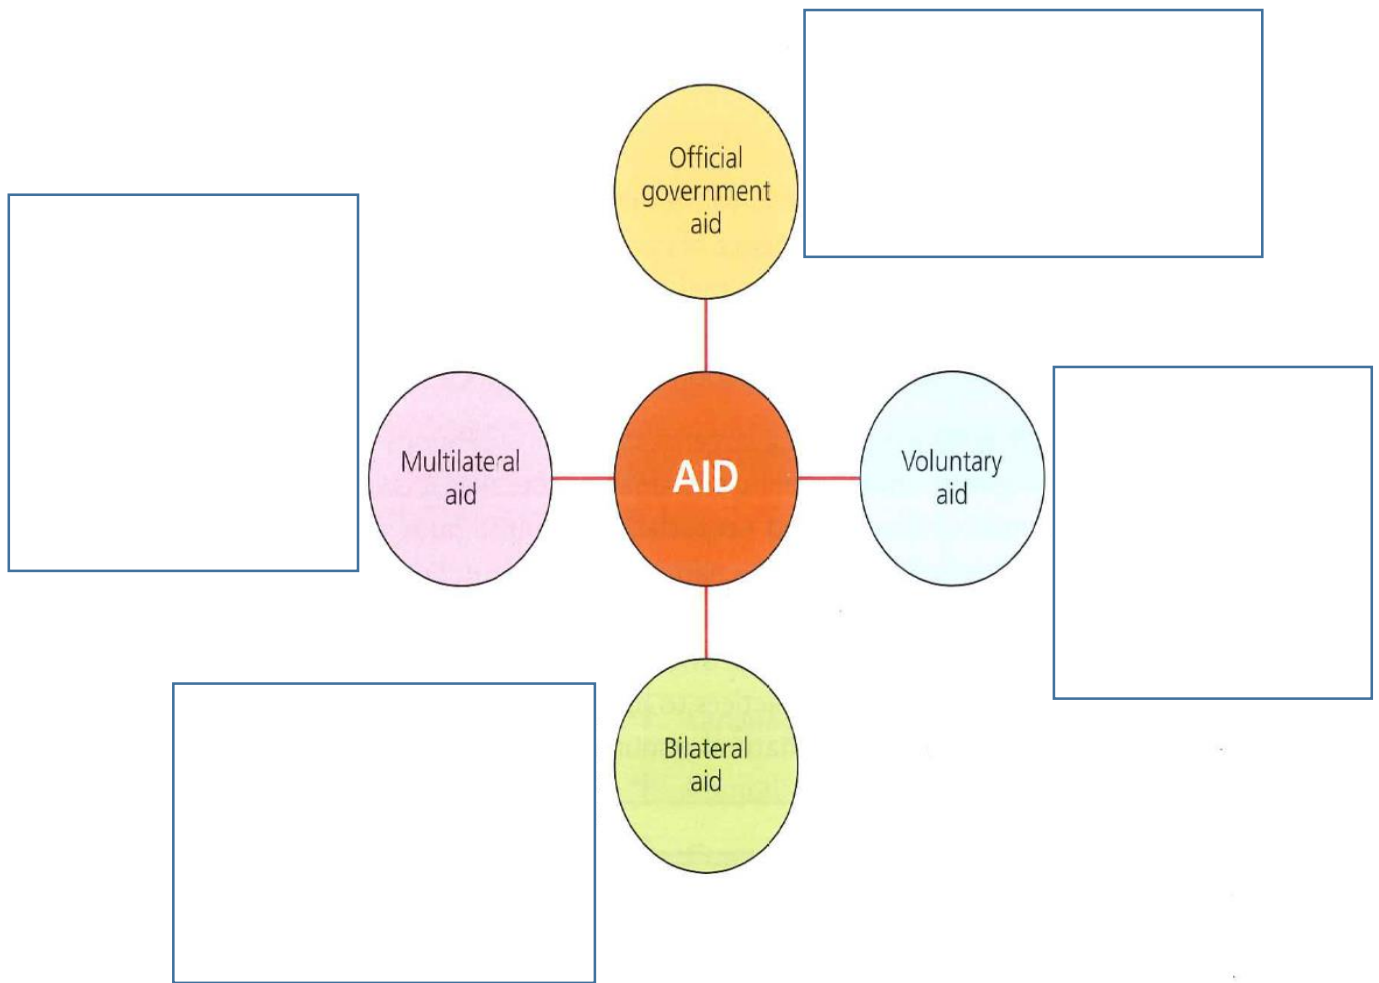 Official
government
aid
Multilateral
aid
AID
Voluntary
aid
Bilateral
aid